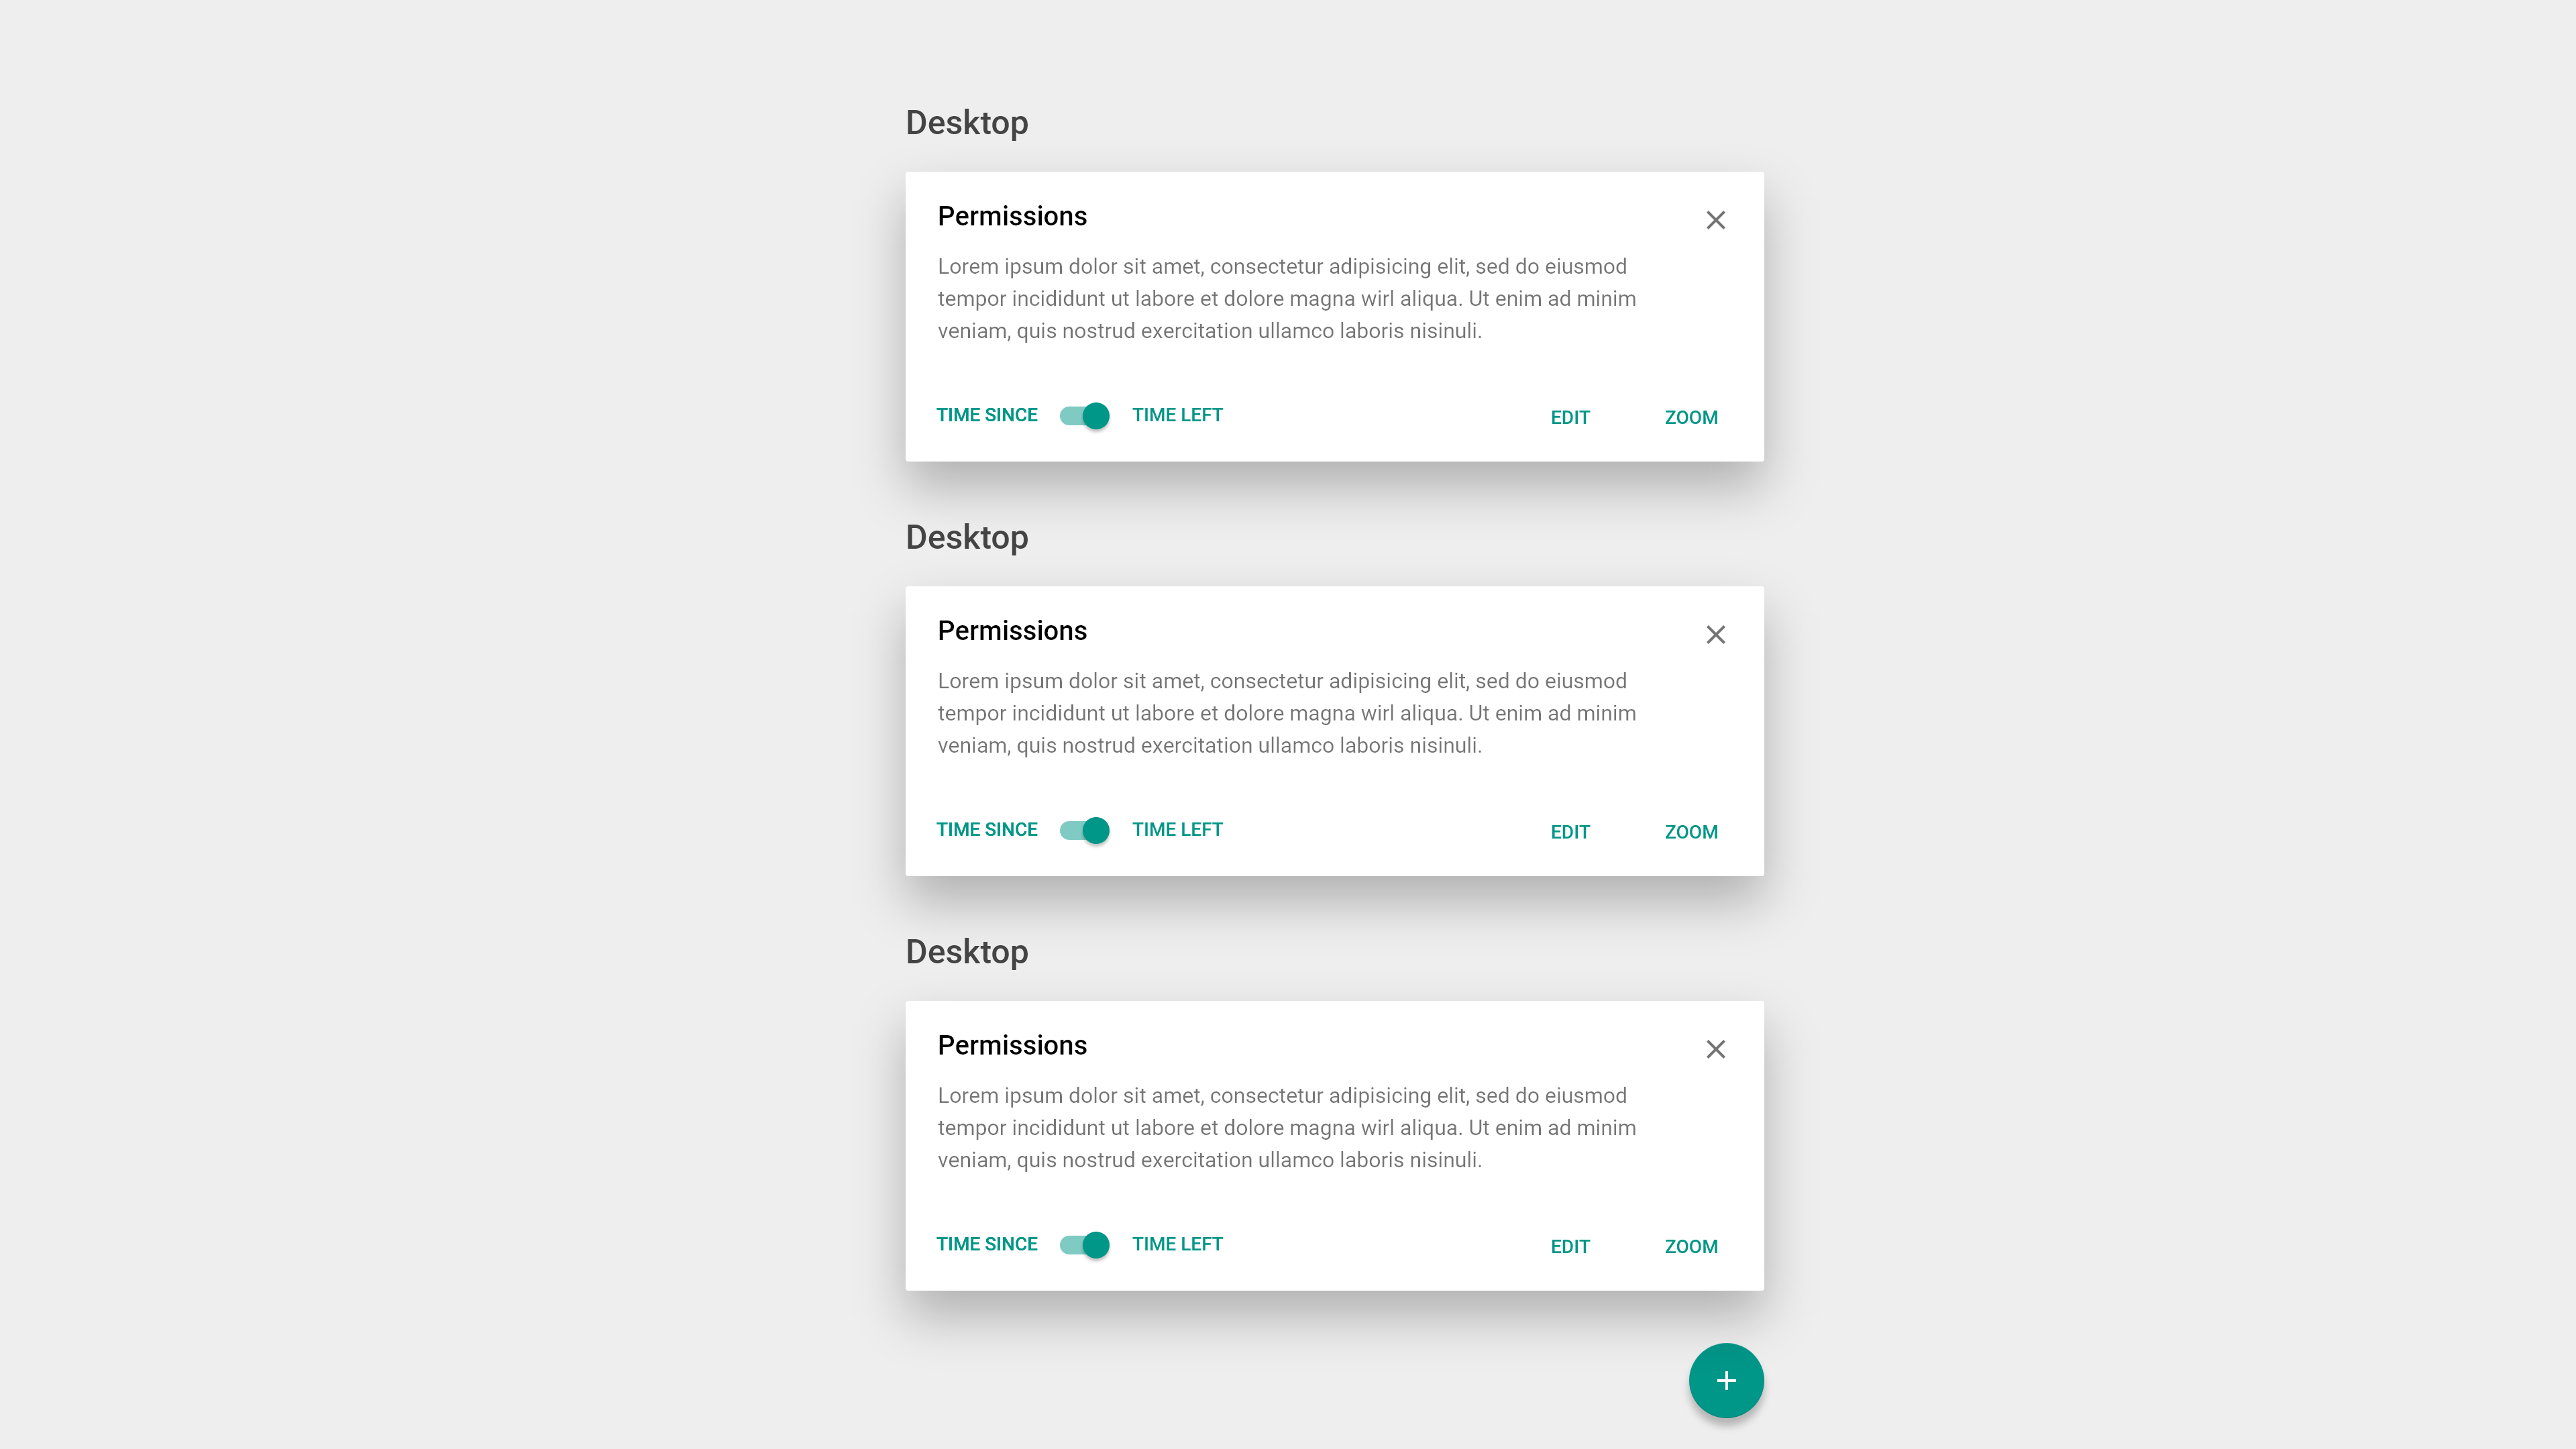 Desktop
Permissions
Lorem ipsum dolor sit amet, consectetur adipisicing elit, sed do eiusmod
tempor incididunt ut labore et dolore magna wirl aliqua. Ut enim ad minim
veniam, quis nostrud exercitation ullamco laboris nisinuli.
TIME SINCE TIME LEFT EDIT ZOOM
Desktop
Permissions
Lorem ipsum dolor sit amet, consectetur adipisicing elit, sed do eiusmod
tempor incididunt ut labore et dolore magna wirl aliqua. Ut enim ad minim
veniam, quis nostrud exercitation ullamco laboris nisinuli.
TIME SINCE TIME LEFT EDIT ZOOM
Desktop
Permissions
Lorem ipsum dolor sit amet, consectetur adipisicing elit, sed do eiusmod
tempor incididunt ut labore et dolore magna wirl aliqua. Ut enim ad minim
veniam, quis nostrud exercitation ullamco laboris nisinuli.
TIME SINCE TIME LEFT EDIT ZOOM